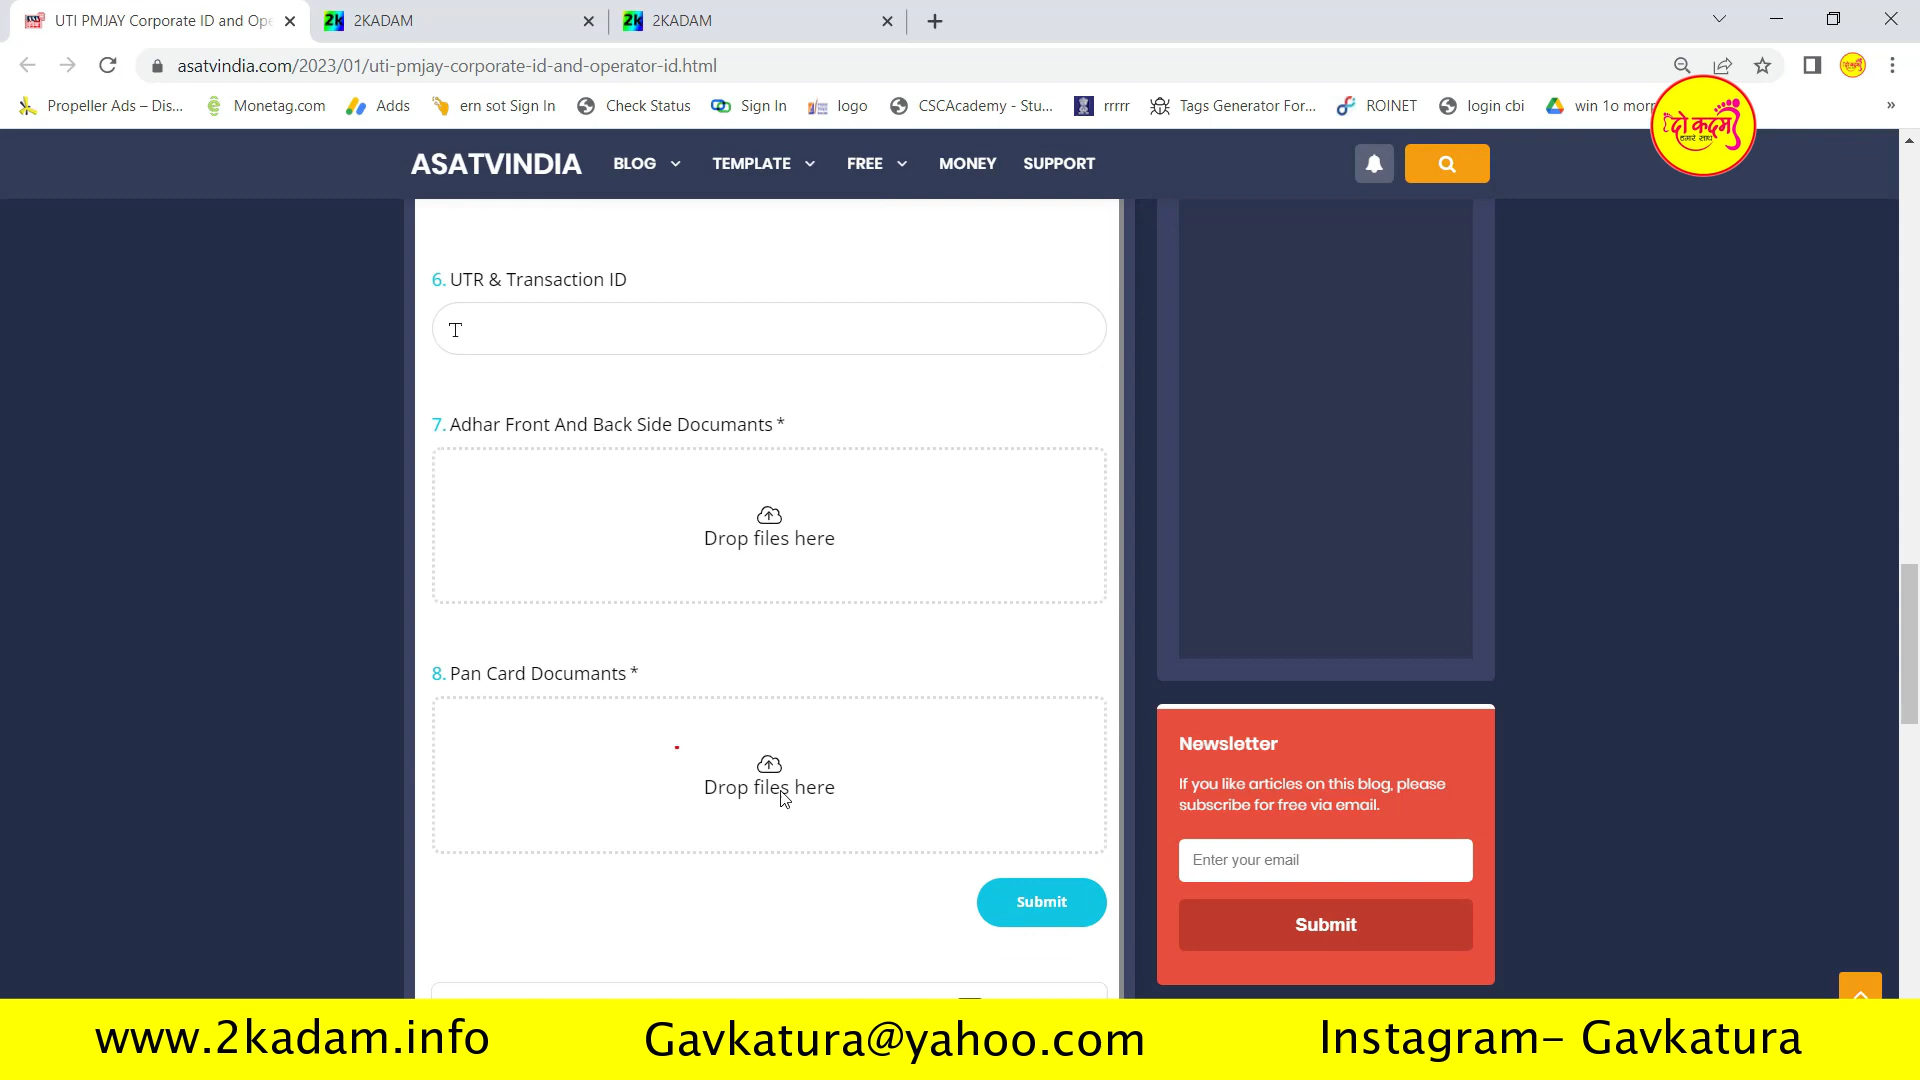 UTI PMJAY Corporate ID and Ope
2KADAM
2KADAM
asatvindia.com/2023/01/uti-pmjay-corporate-id-and-operator-id.html
Propeller Ads – Dis...
Monetag.com
Adds
ern sot Sign In
Check Status
Sign In
logo
CSCAcademy - Stu...
rrrrr
Tags Generator For...
ROINET
login cbi
win 1o morr
»
दो कदम
हमारे साथ
ASATVINDIA
BLOG
TEMPLATE
FREE
MONEY
SUPPORT
6. UTR & Transaction ID
7. Adhar Front And Back Side Documants *
Drop files here
8. Pan Card Documants *
Drop files here
Submit
Newsletter
If you like articles on this blog, please
subscribe for free via email.
Enter your email
Submit
www.2kadam.info
Gavkatura@yahoo.com
Instagram- Gavkatura